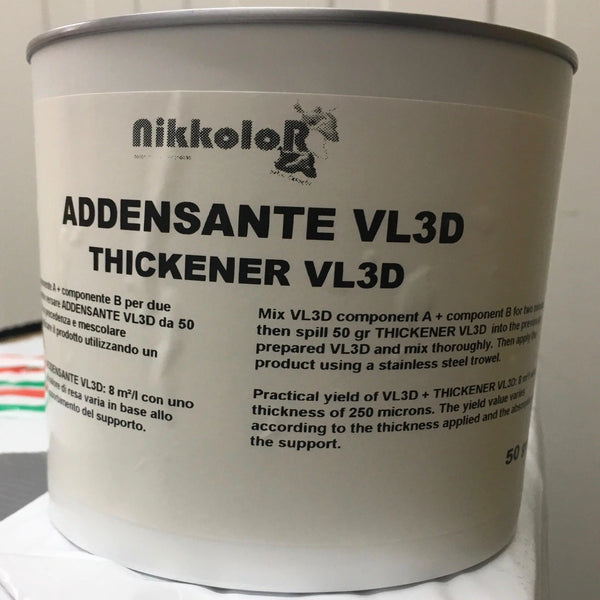 nikkoloR
ADDENSANTE VL3D
THICKENER VL3D
A + componente B per due
versare ADDENSANTE VL3D da 50
e mescolare
il prodotto utilizzando un
VL3D: 8 m²/l con uno
di resa varia in base allo
del supporto.
Mix VL3D component A + component B for two
then spill 50 gr THICKENER VL3D into the
prepared VL3D and mix thoroughly. Then apply
product using a stainless steel trowel.
Practical yield of VL3D + THICKENER VL3D: 8
thickness of 250 microns. The yield value varies
according to the thickness applied and the
the support.
50